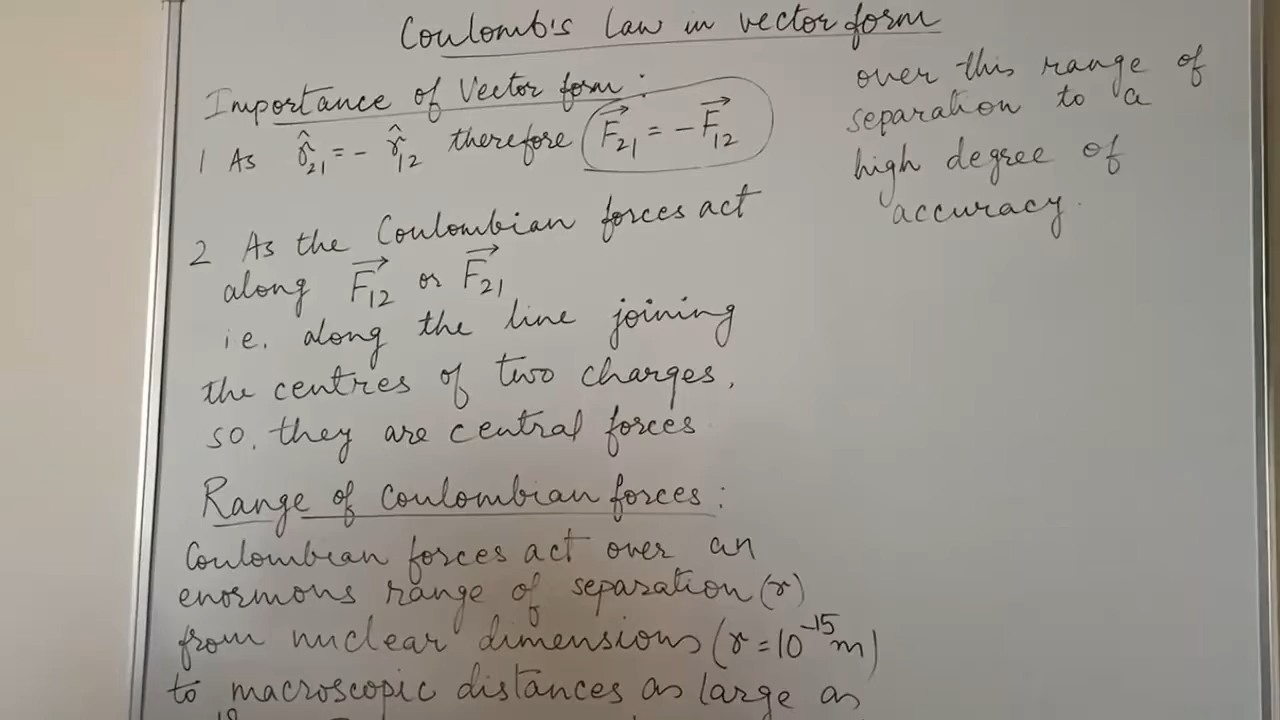 Coulomb's Law in vector form
Importance of Vector form :
1 As r̂₂₁ = - r̂₁₂ therefore F⃗₂₁ = - F⃗₁₂
2 As the Coulombian forces act
along F⃗₁₂ or F⃗₂₁
i.e. along the line joining
the centres of two charges,
so, they are central forces
Range of Coulombian forces :
Coulombian forces act over an
enormous range of separation (r)
from nuclear dimensions (r = 10⁻¹⁵ m)
to macroscopic distances as large as
over this range of
separation to a
high degree of
accuracy.